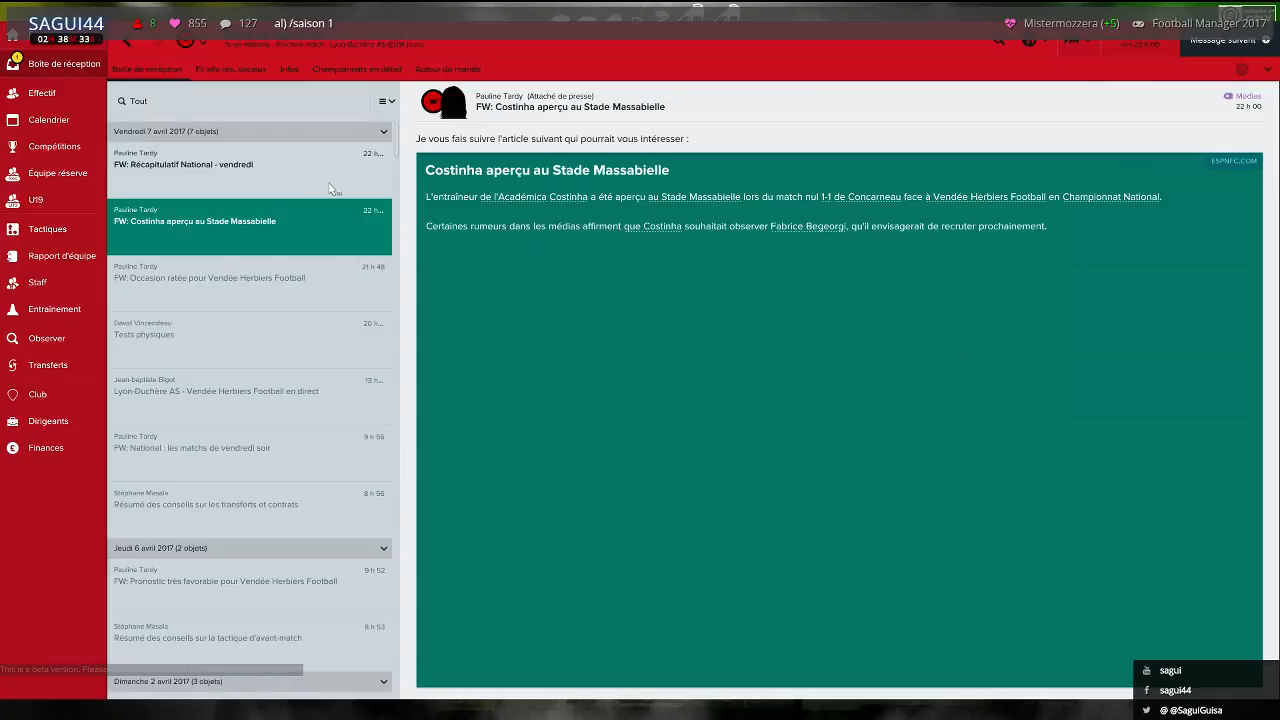 SAGUI44
8
855
127
al) /saison 1
Mistermozzera (+5)
Football Manager 2017
02 H 38 M 33 S
Message suivant
Boîte de réception
Fil info rés. sociaux
Infos
Championnats en détail
Autour du monde
Boîte de réception
Effectif
Calendrier
Compétitions
Équipe réserve
U19
Tactiques
Rapport d'équipe
Staff
Entraînement
Observer
Transferts
Club
Dirigeants
Finances
Tout
Vendredi 7 avril 2017 (7 objets)
Pauline Tardy
22 h...
FW: Récapitulatif National - vendredi
Pauline Tardy
22 h...
FW: Costinha aperçu au Stade Massabielle
Pauline Tardy
21 h 48
FW: Occasion ratée pour Vendée Herbiers Football
David Vincendeau
20 h...
Tests physiques
Jean-baptiste Bigot
13 h...
Lyon-Duchère AS - Vendée Herbiers Football en direct
Pauline Tardy
9 h 56
FW: National : les matchs de vendredi soir
Stéphane Masala
8 h 56
Résumé des conseils sur les transferts et contrats
Jeudi 6 avril 2017 (2 objets)
Pauline Tardy
9 h 52
FW: Pronostic très favorable pour Vendée Herbiers Football
Stéphane Masala
8 h 53
Résumé des conseils sur la tactique d'avant-match
Dimanche 2 avril 2017 (3 objets)
This is a beta version. Please
Pauline Tardy (Attaché de presse)
FW: Costinha aperçu au Stade Massabielle
Médias
22 h 00
Je vous fais suivre l'article suivant qui pourrait vous intéresser :
ESPNFC.COM
Costinha aperçu au Stade Massabielle
L'entraîneur de l'Académica Costinha a été aperçu au Stade Massabielle lors du match nul 1-1 de Concarneau face à Vendée Herbiers Football en Championnat National.
Certaines rumeurs dans les médias affirment que Costinha souhaitait observer Fabrice Begeorgi, qu'il envisagerait de recruter prochainement.
sagui
sagui44
@ @SaguiGuisa